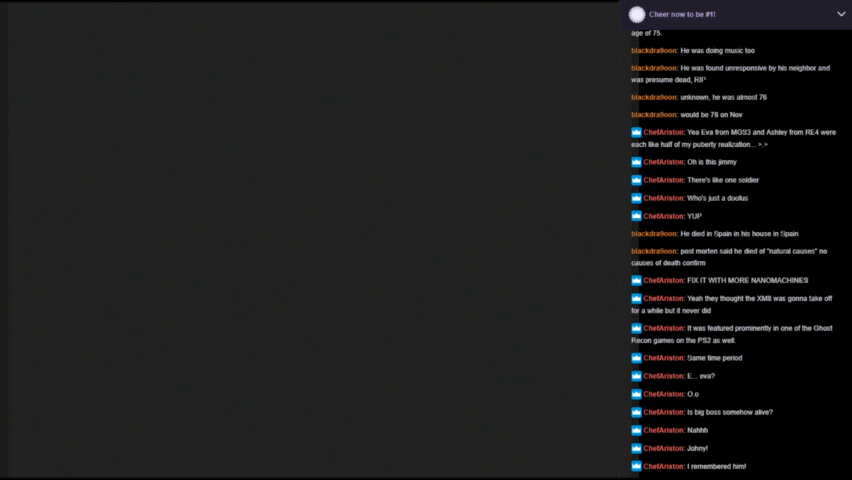 Cheer now to be #1!
age of 75.
blackdra9oon: He was doing music too
blackdra9oon: He was found unresponsive by his neighbor and
was presume dead, RIP
blackdra9oon: unknown, he was almost 76
blackdra9oon: would be 76 on Nov
ChefAriston: Yea Eva from MGS3 and Ashley from RE4 were
each like half of my puberty realization... >.>
ChefAriston: Oh is this jimmy
ChefAriston: There's like one soldier
ChefAriston: Who's just a doofus
ChefAriston: YUP
blackdra9oon: He died in Spain in his house in Spain
blackdra9oon: post morten said he died of "natural causes" no
causes of death confirm
ChefAriston: FIX IT WITH MORE NANOMACHINES
ChefAriston: Yeah they thought the XM8 was gonna take off
for a while but it never did
ChefAriston: It was featured prominently in one of the Ghost
Recon games on the PS2 as well.
ChefAriston: Same time period
ChefAriston: E... eva?
ChefAriston: O.o
ChefAriston: Is big boss somehow alive?
ChefAriston: Nahhh
ChefAriston: Johny!
ChefAriston: I remembered him!